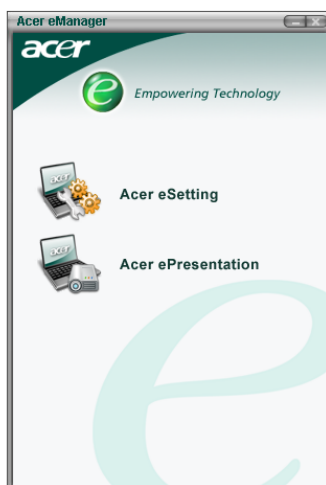 Acer eManager
acer
e Empowering Technology
Acer eSetting
Acer ePresentation